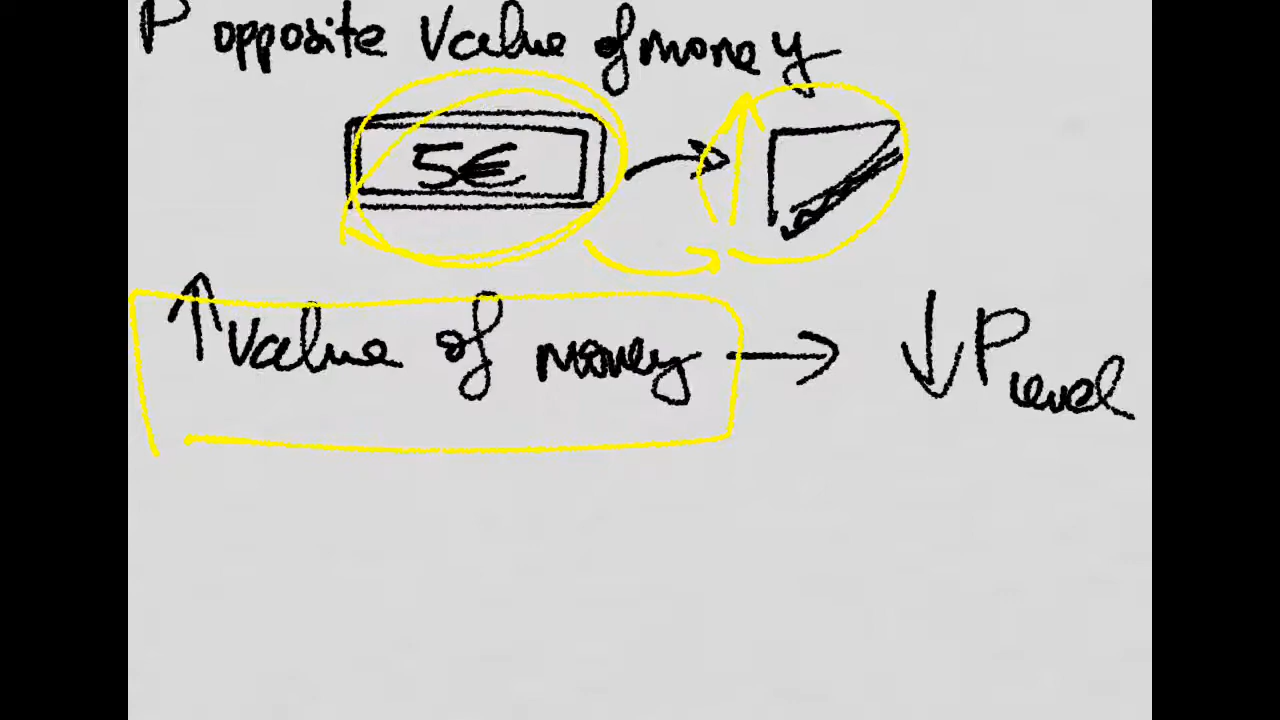 P opposite value of money
5€
↑ value of money → ↓ P level